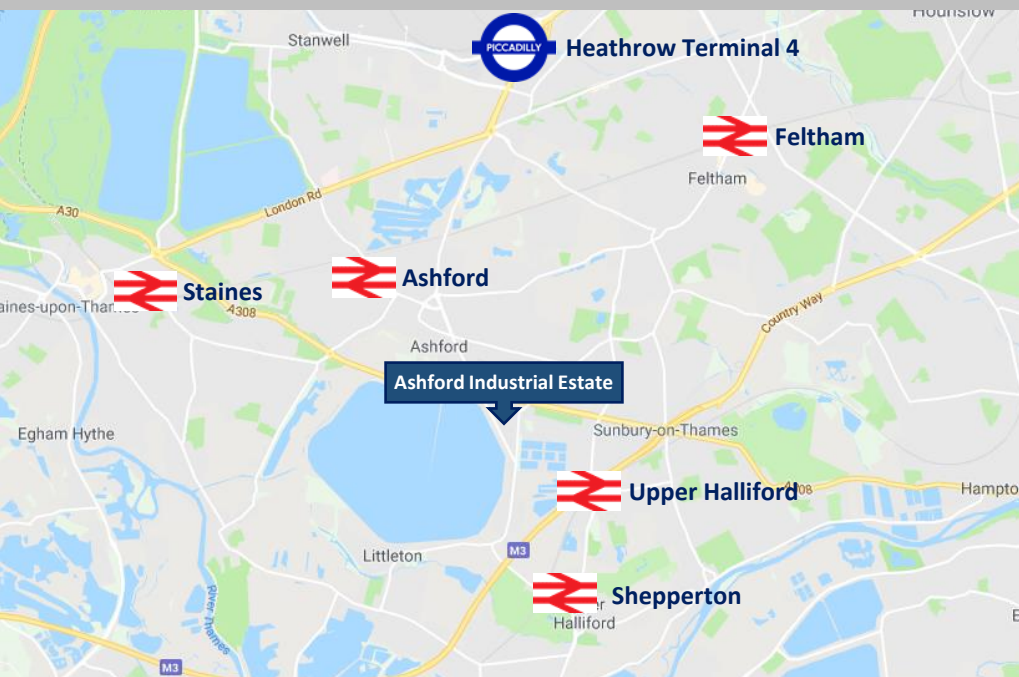 Hounslow
Stanwell
PICCADILLY
Heathrow Terminal 4
Feltham
Feltham
London Rd
A30
Ashford
Staines
aines-upon-Thames
A308
Country Way
Ashford
Ashford Industrial Estate
Egham Hythe
Sunbury-on-Thames
Upper Halliford
A308
Hampto
M3
Littleton
Shepperton
er
Halliford
River Thames
E
M3